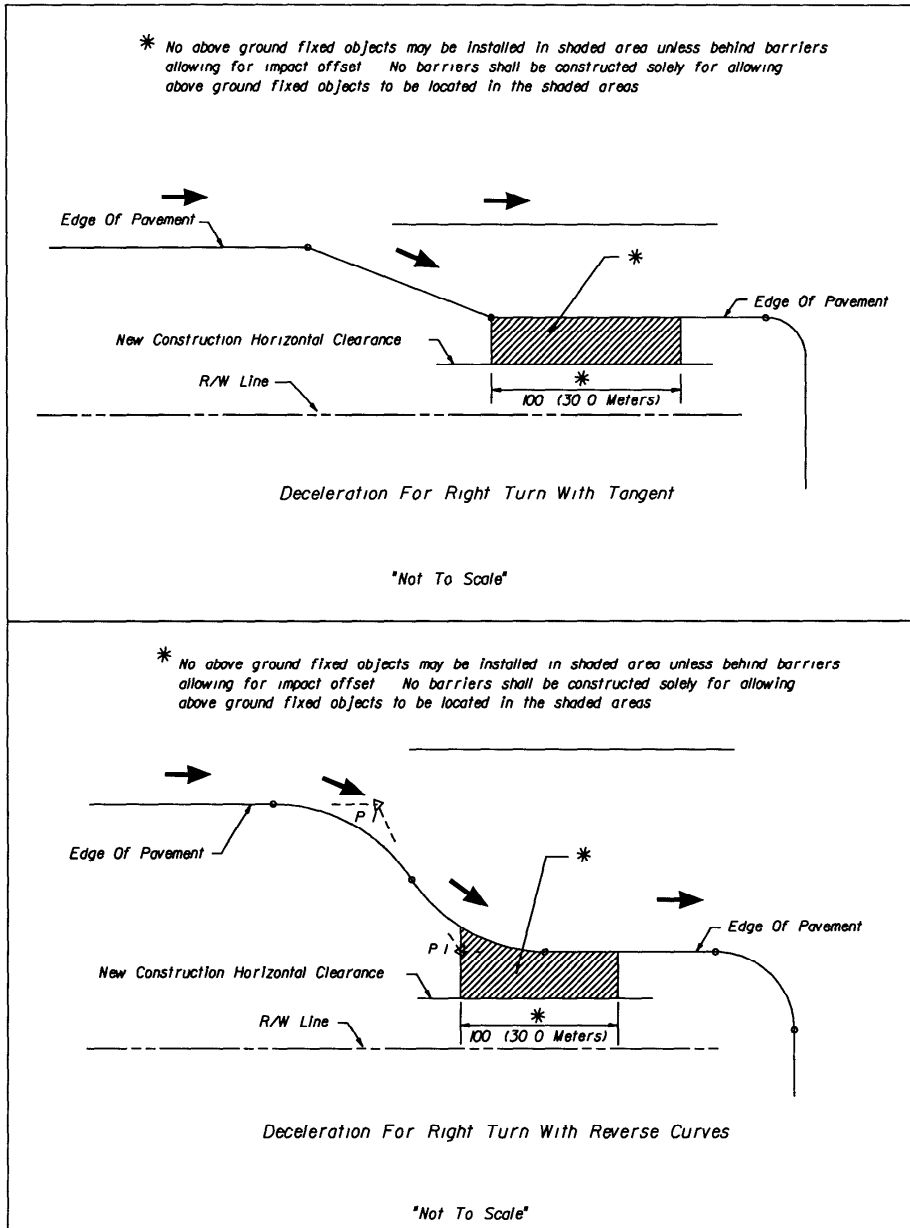 * No above ground fixed objects may be installed in shaded area unless behind barriers
allowing for impact offset No barriers shall be constructed solely for allowing
above ground fixed objects to be located in the shaded areas
Edge Of Pavement
*
Edge Of Pavement
New Construction Horizontal Clearance
R/W Line
*
100 (30 0 Meters)
Deceleration For Right Turn With Tangent
"Not To Scale"
* No above ground fixed objects may be installed in shaded area unless behind barriers
allowing for impact offset No barriers shall be constructed solely for allowing
above ground fixed objects to be located in the shaded areas
P I
Edge Of Pavement
*
Edge Of Pavement
P I
New Construction Horizontal Clearance
R/W Line
*
100 (30 0 Meters)
Deceleration For Right Turn With Reverse Curves
"Not To Scale"